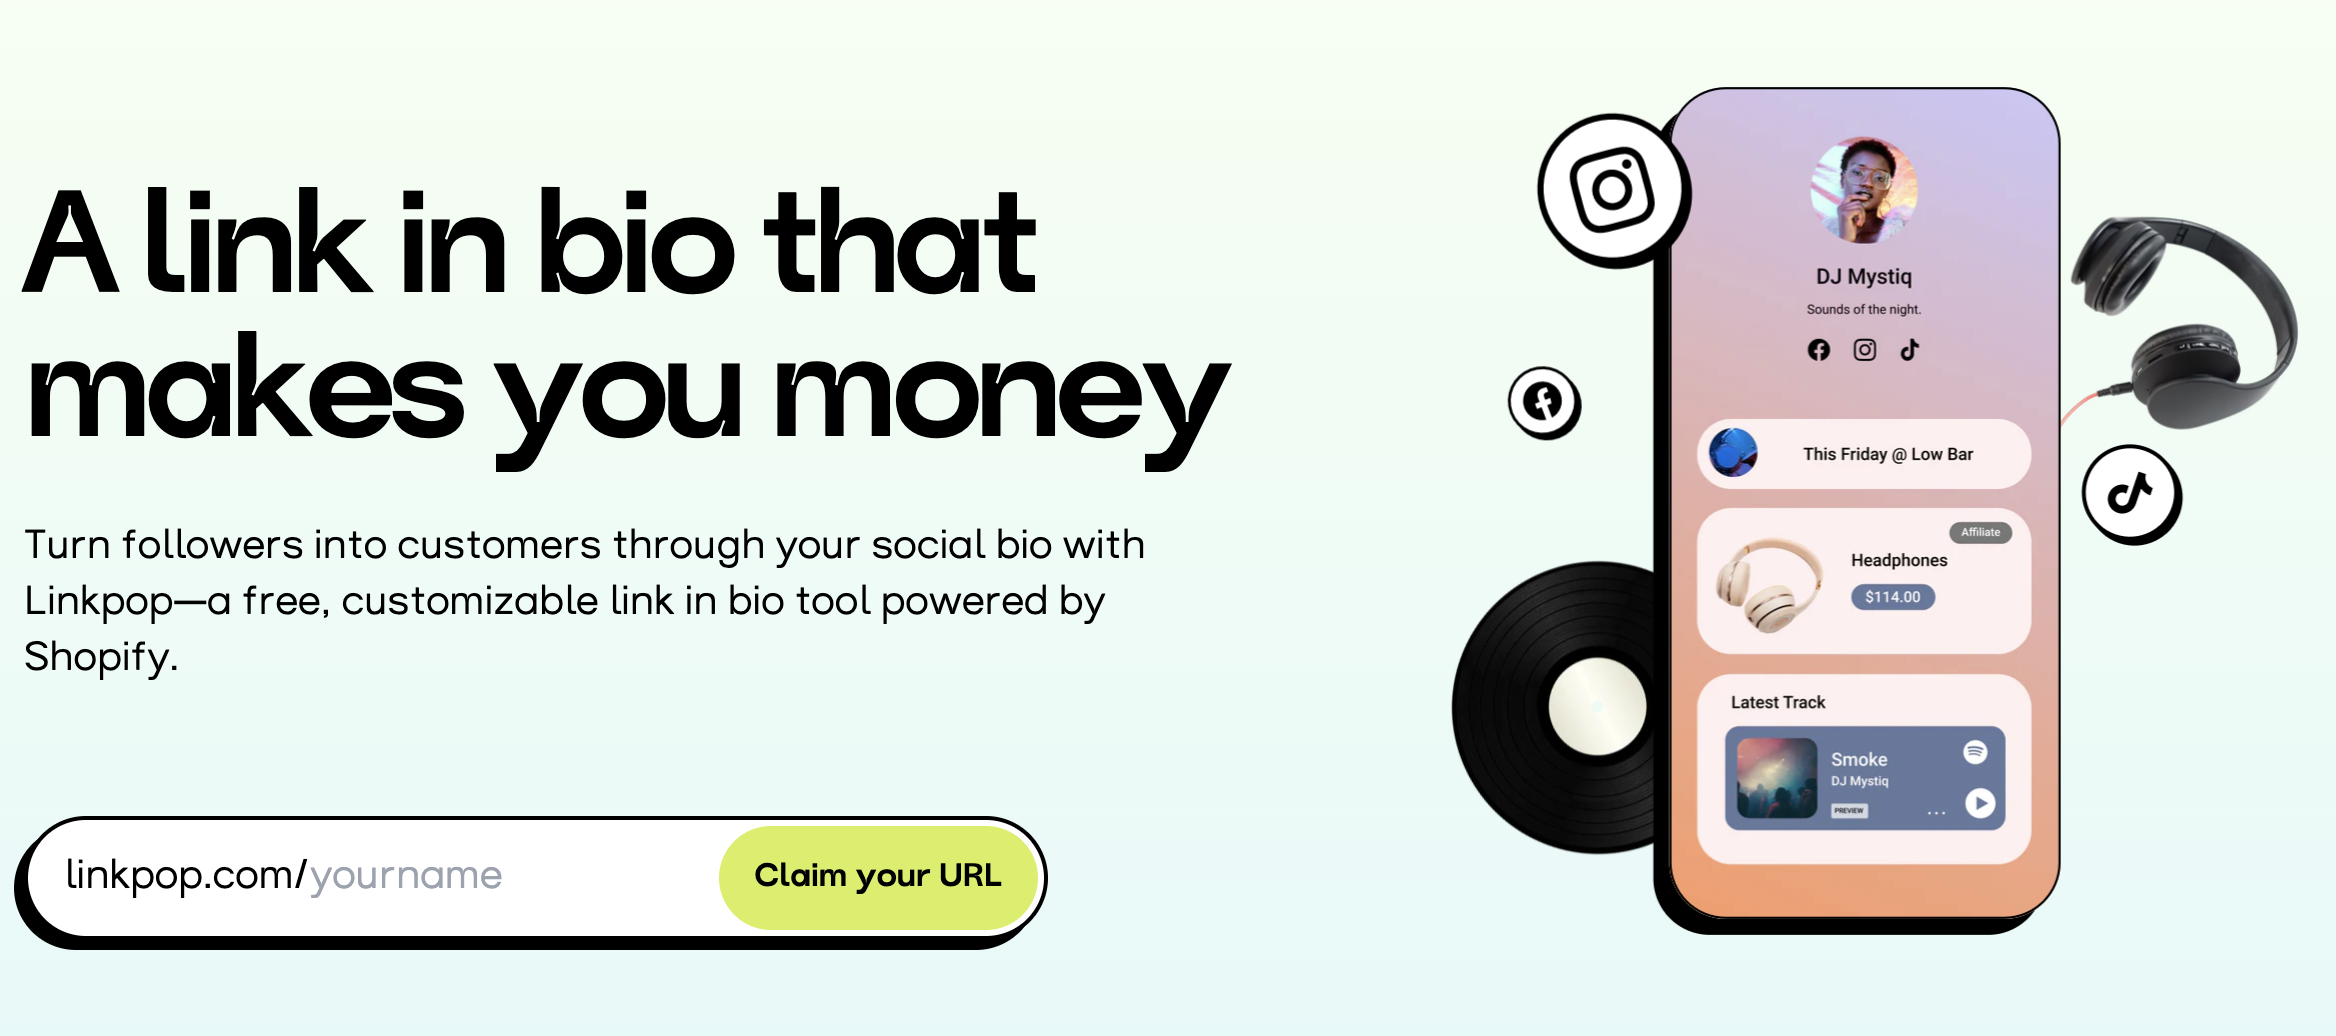 A link in bio that
makes you money
Turn followers into customers through your social bio with
Linkpop—a free, customizable link in bio tool powered by
Shopify.
linkpop.com/yourname
Claim your URL
DJ Mystiq
Sounds of the night.
This Friday @ Low Bar
Affiliate
Headphones
$114.00
Latest Track
Smoke
DJ Mystiq
PREVIEW
...